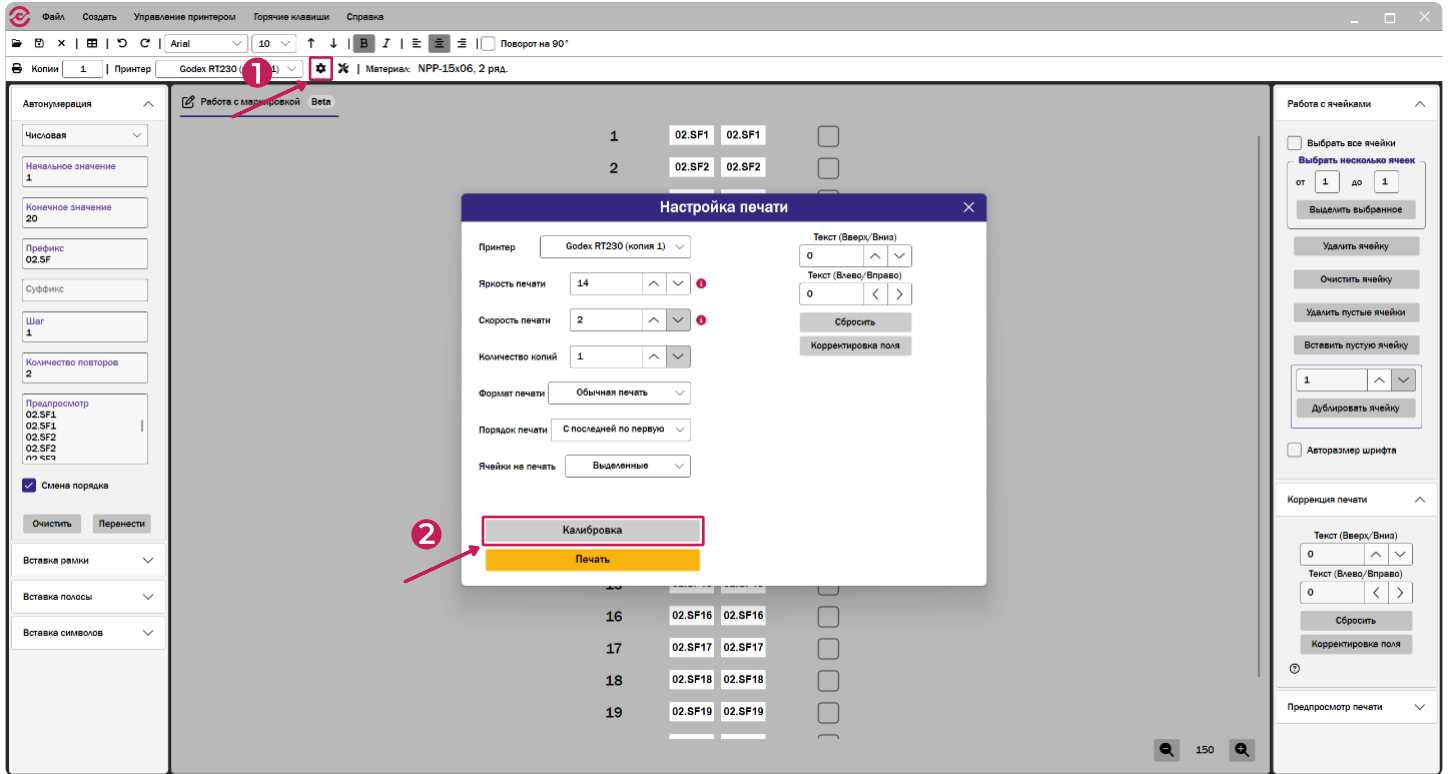 Файл Создать Управление принтером Горячие клавиши Справка
Arial 10 B I Поворот на 90°
Копии 1 Принтер Godex RT230 1) Материал: NPP-15x06, 2 ряд.
1
Автонумерация
Числовая
Начальное значение
1
Конечное значение
20
Префикс
02.SF
Суффикс
Шаг
1
Количество повторов
2
Предпросмотр
02.SF1
02.SF1
02.SF2
02.SF2
02.SF3
Смена порядка
Очистить Перенести
Вставка рамки
Вставка полосы
Вставка символов
Работа с маркировкой Beta
1 02.SF1 02.SF1
2 02.SF2 02.SF2
Настройка печати
Принтер Godex RT230 (копия 1)
Яркость печати 14
Скорость печати 2
Количество копий 1
Формат печати Обычная печать
Порядок печати С последней по первую
Ячейки на печать Выделенные
Текст (Вверх/Вниз)
0
Текст (Влево/Вправо)
0
Сбросить
Корректировка поля
2
Калибровка
Печать
16 02.SF16 02.SF16
17 02.SF17 02.SF17
18 02.SF18 02.SF18
19 02.SF19 02.SF19
150
Работа с ячейками
Выбрать все ячейки
Выбрать несколько ячеек
от 1 до 1
Выделить выбранное
Удалить ячейку
Очистить ячейку
Удалить пустые ячейки
Вставить пустую ячейку
1
Дублировать ячейку
Авторазмер шрифта
Коррекция печати
Текст (Вверх/Вниз)
0
Текст (Влево/Вправо)
0
Сбросить
Корректировка поля
Предпросмотр печати